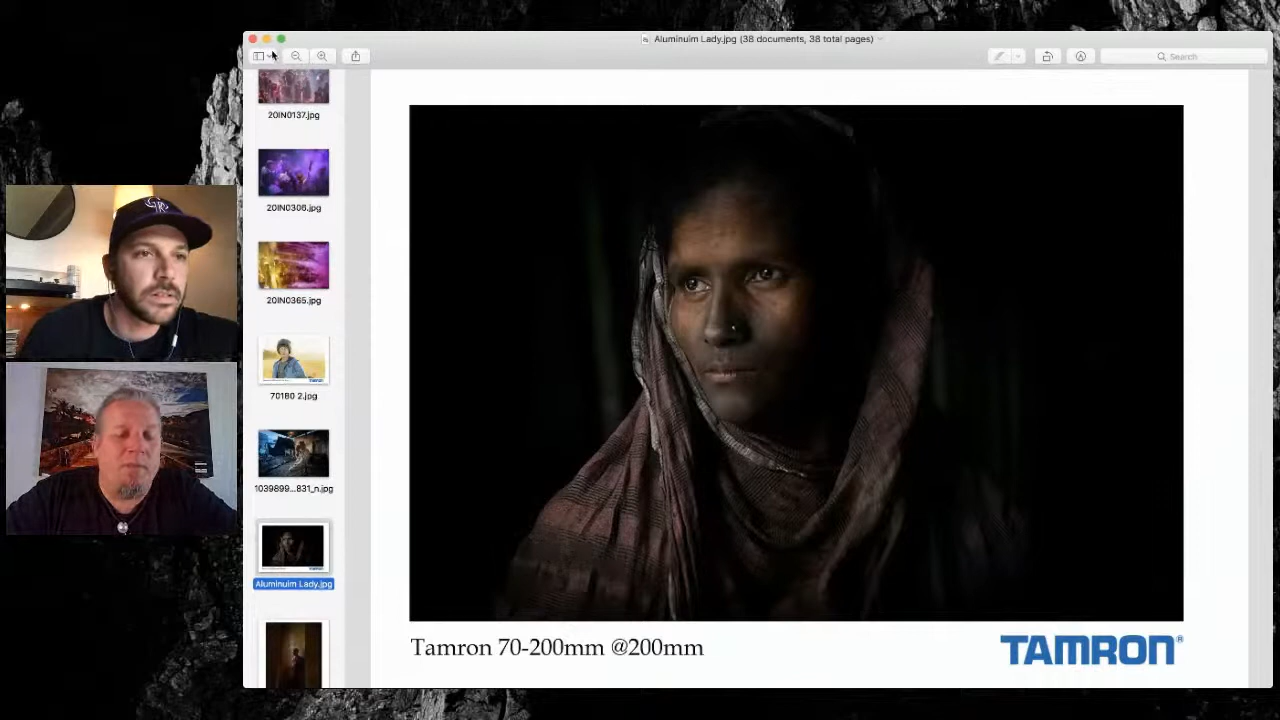 Aluminuim Lady.jpg (38 documents, 38 total pages)
Search
20IN0137.jpg
20IN0306.jpg
20IN0365.jpg
70180 2.jpg
1039899...831_n.jpg
Aluminuim Lady.jpg
Tamron 70-200mm @200mm
TAMRON®